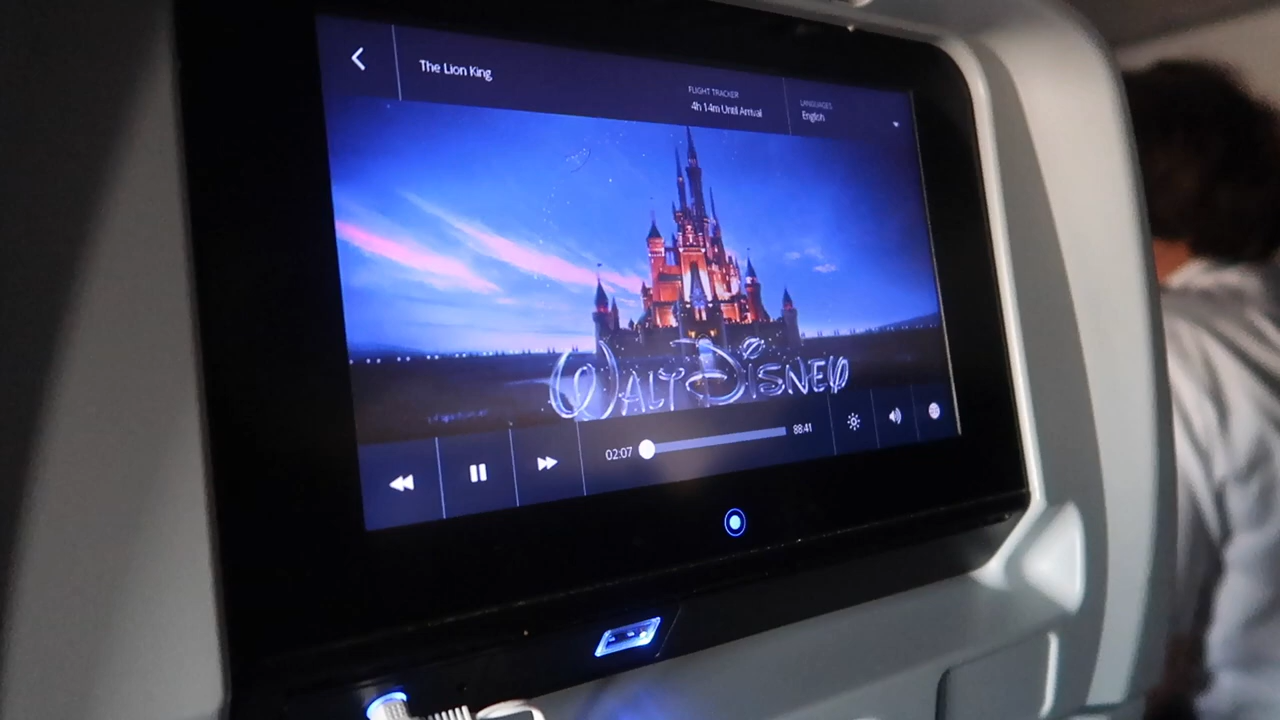 The Lion King
FLIGHT TRACKER
4h 14m Until Arrival
LANGUAGES
English
WALT DISNEY
02:07
88:41